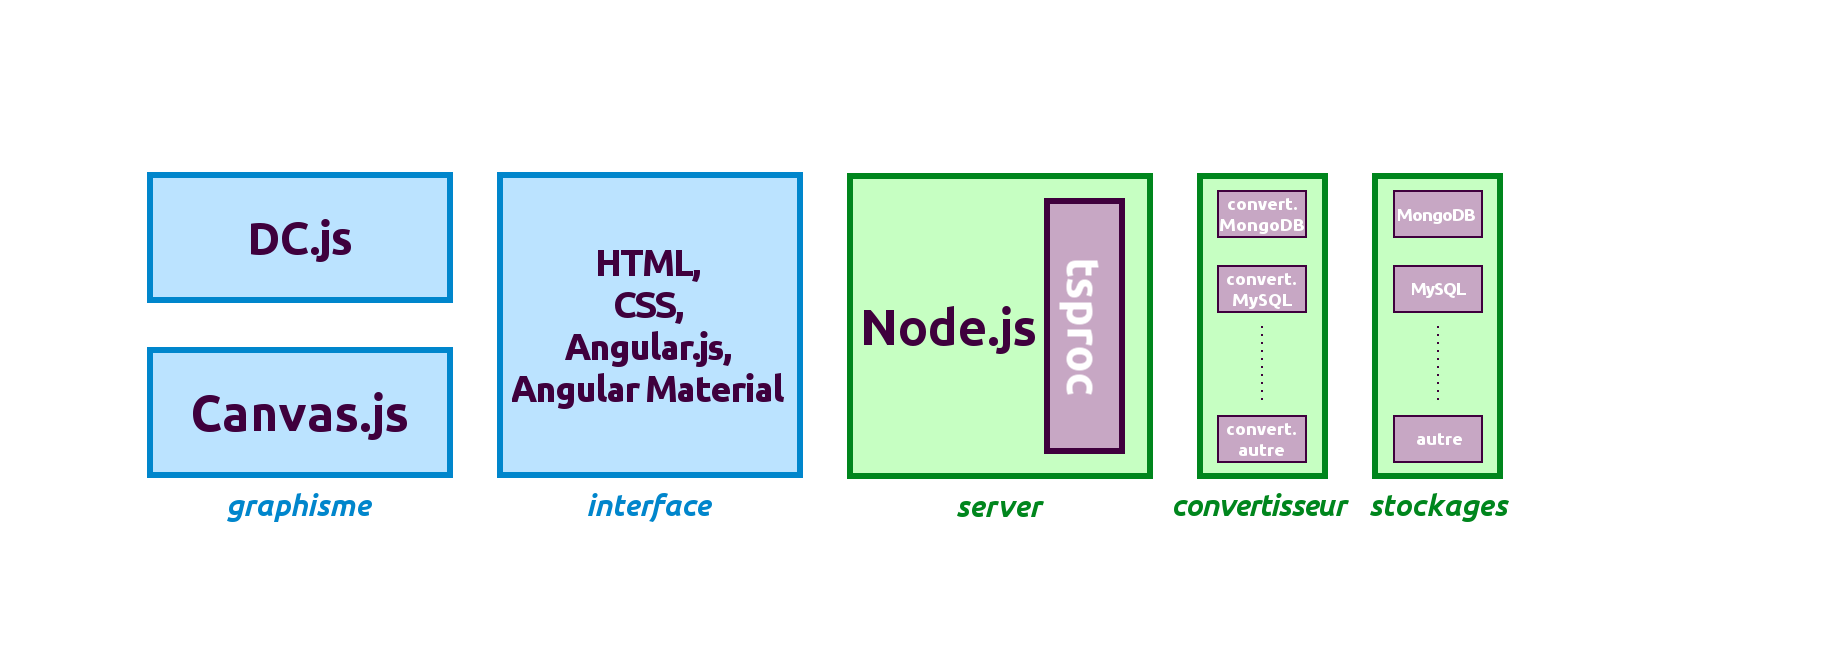 DC.js
Canvas.js
graphisme
HTML,
CSS,
Angular.js,
Angular Material
interface
Node.js
tsproc
server
convert.
MongoDB
convert.
MySQL
convert.
autre
convertisseur
MongoDB
MySQL
autre
stockages